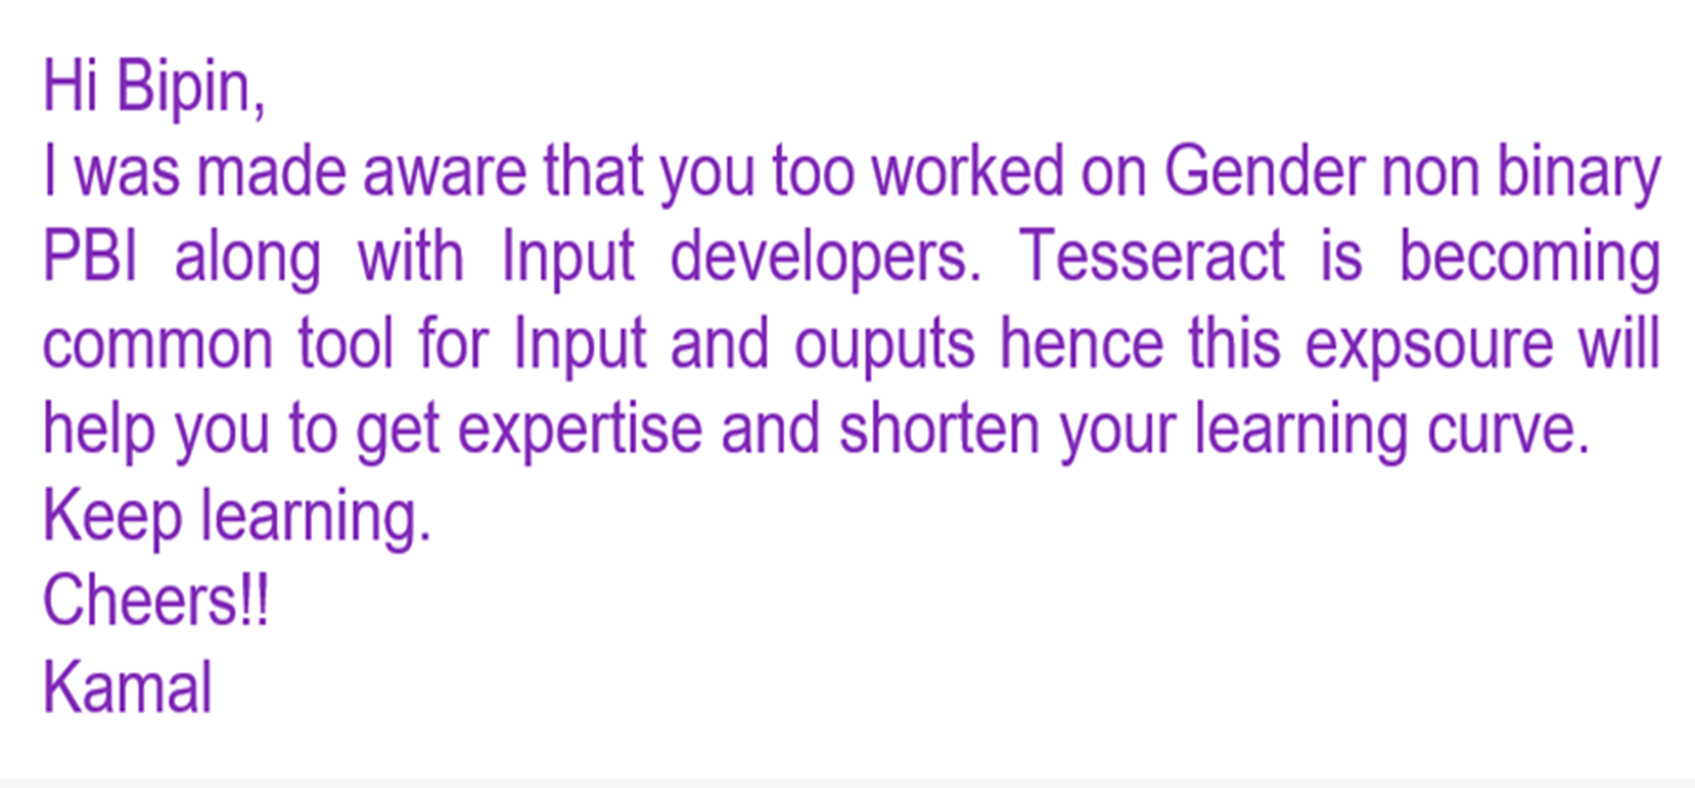 Hi Bipin,
I was made aware that you too worked on Gender non binary
PBI along with Input developers. Tesseract is becoming
common tool for Input and ouputs hence this expsoure will
help you to get expertise and shorten your learning curve.
Keep learning.
Cheers!!
Kamal